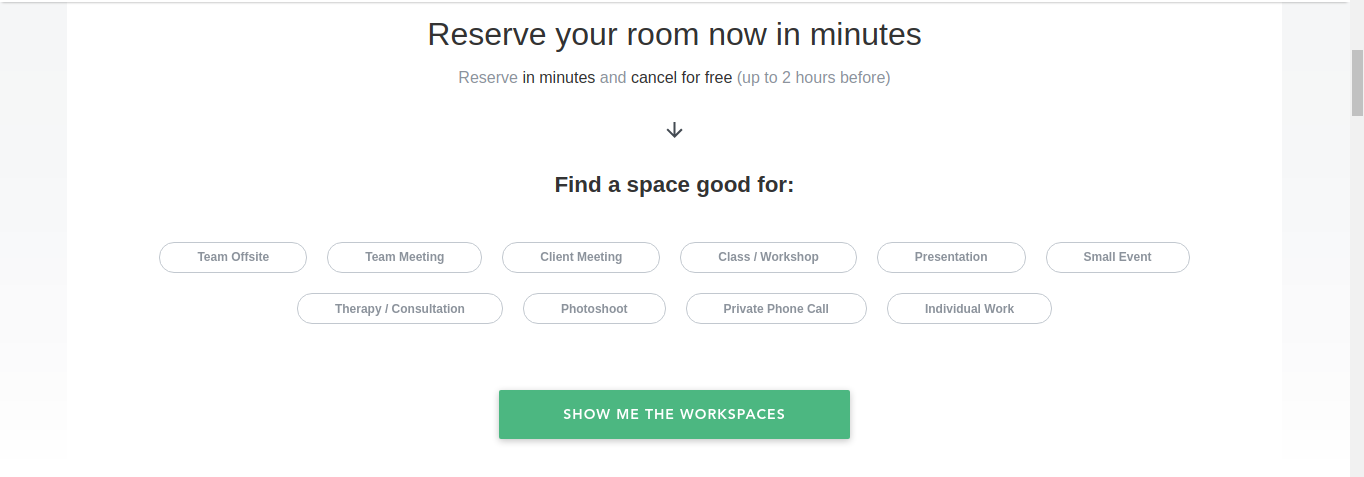 Reserve your room now in minutes
Reserve in minutes and cancel for free (up to 2 hours before)
Find a space good for:
Team Offsite Team Meeting Client Meeting Class / Workshop Presentation Small Event
Therapy / Consultation Photoshoot Private Phone Call Individual Work
SHOW ME THE WORKSPACES